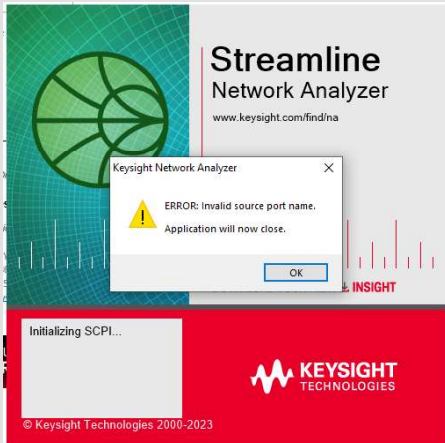 Streamline
Network Analyzer
www.keysight.com/find/na
Keysight Network Analyzer
ERROR: Invalid source port name.
Application will now close.
OK
INSIGHT
Initializing SCPI...
KEYSIGHT
TECHNOLOGIES
© Keysight Technologies 2000-2023